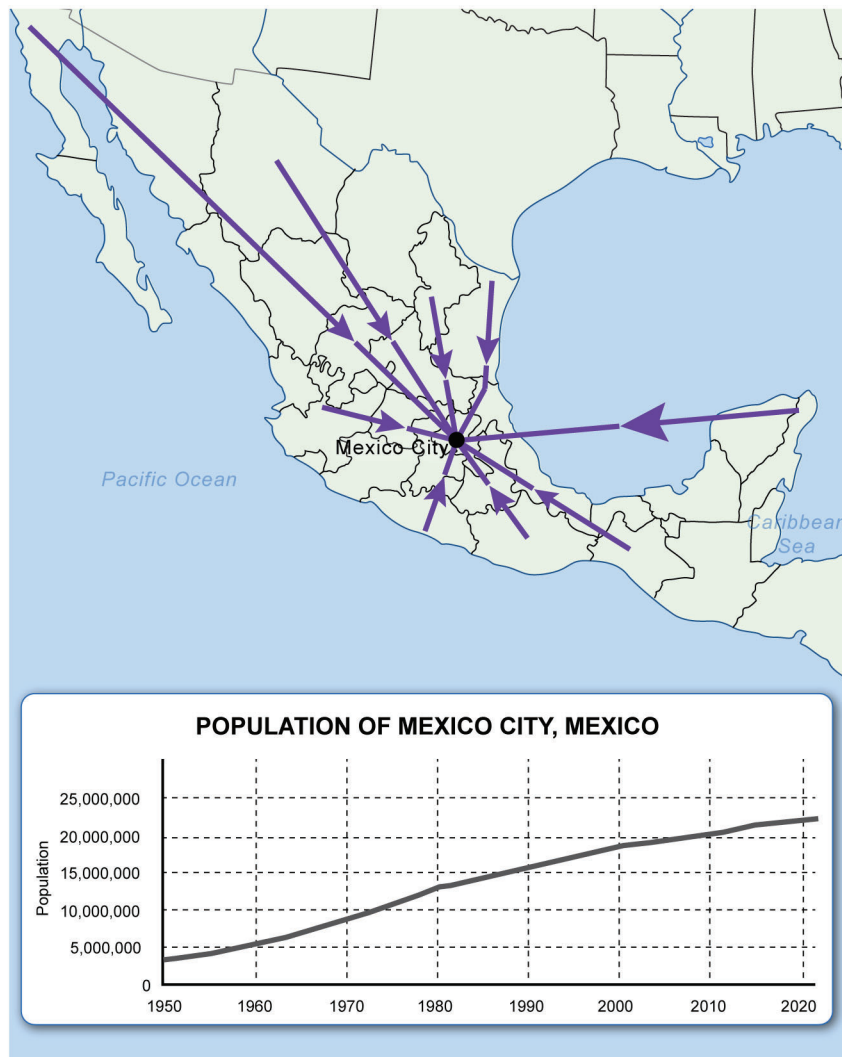 Mexico City
Pacific Ocean
Caribbean
Sea
POPULATION OF MEXICO CITY, MEXICO
Population
25,000,000
20,000,000
15,000,000
10,000,000
5,000,000
0
1950 1960 1970 1980 1990 2000 2010 2020